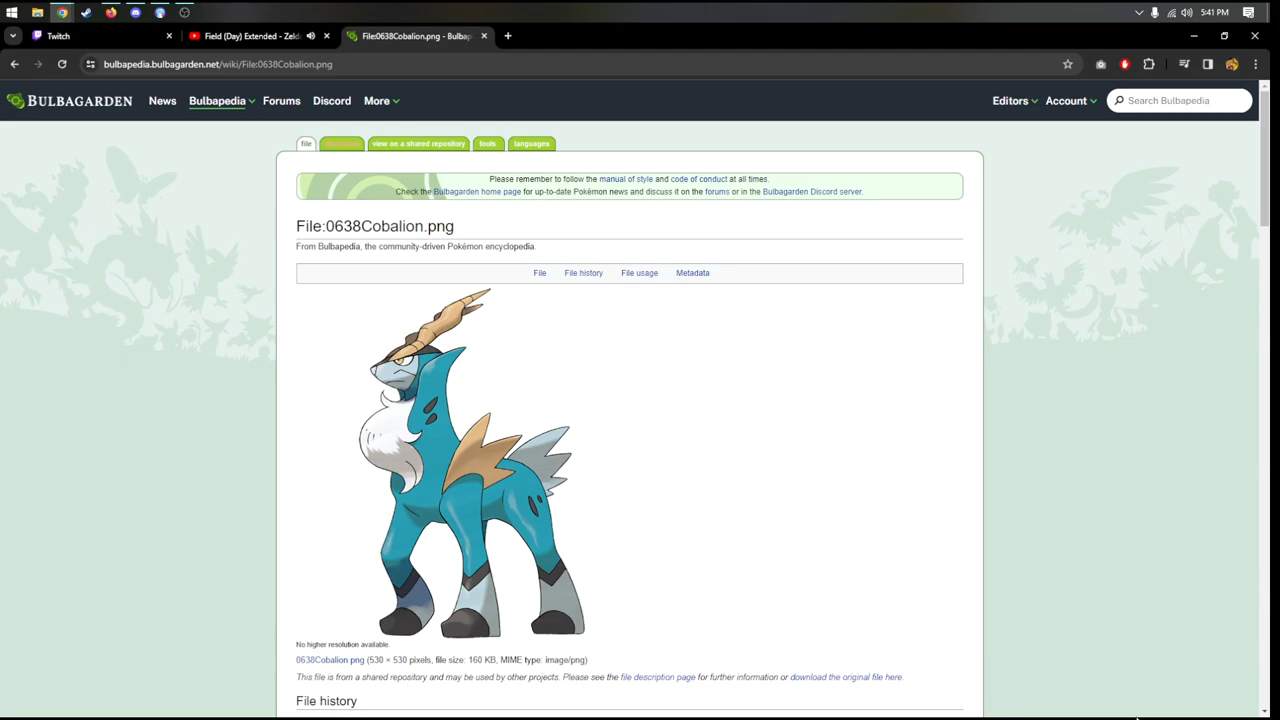 5:41 PM
Twitch
Field (Day) Extended - Zeld
File:0638Cobalion.png - Bulbap
bulbapedia.bulbagarden.net/wiki/File:0638Cobalion.png
BULBAGARDEN
News
Bulbapedia
Forums
Discord
More
Editors
Account
Search Bulbapedia
file
view on a shared repository
tools
languages
Please remember to follow the manual of style and code of conduct at all times.
Check the Bulbagarden home page for up-to-date Pokémon news and discuss it on the forums or in the Bulbagarden Discord server.
File:0638Cobalion.png
From Bulbapedia, the community-driven Pokémon encyclopedia.
File
File history
File usage
Metadata
No higher resolution available.
0638Cobalion.png (530 × 530 pixels, file size: 160 KB, MIME type: image/png)
This file is from a shared repository and may be used by other projects. Please see the file description page for further information or download the original file here.
File history